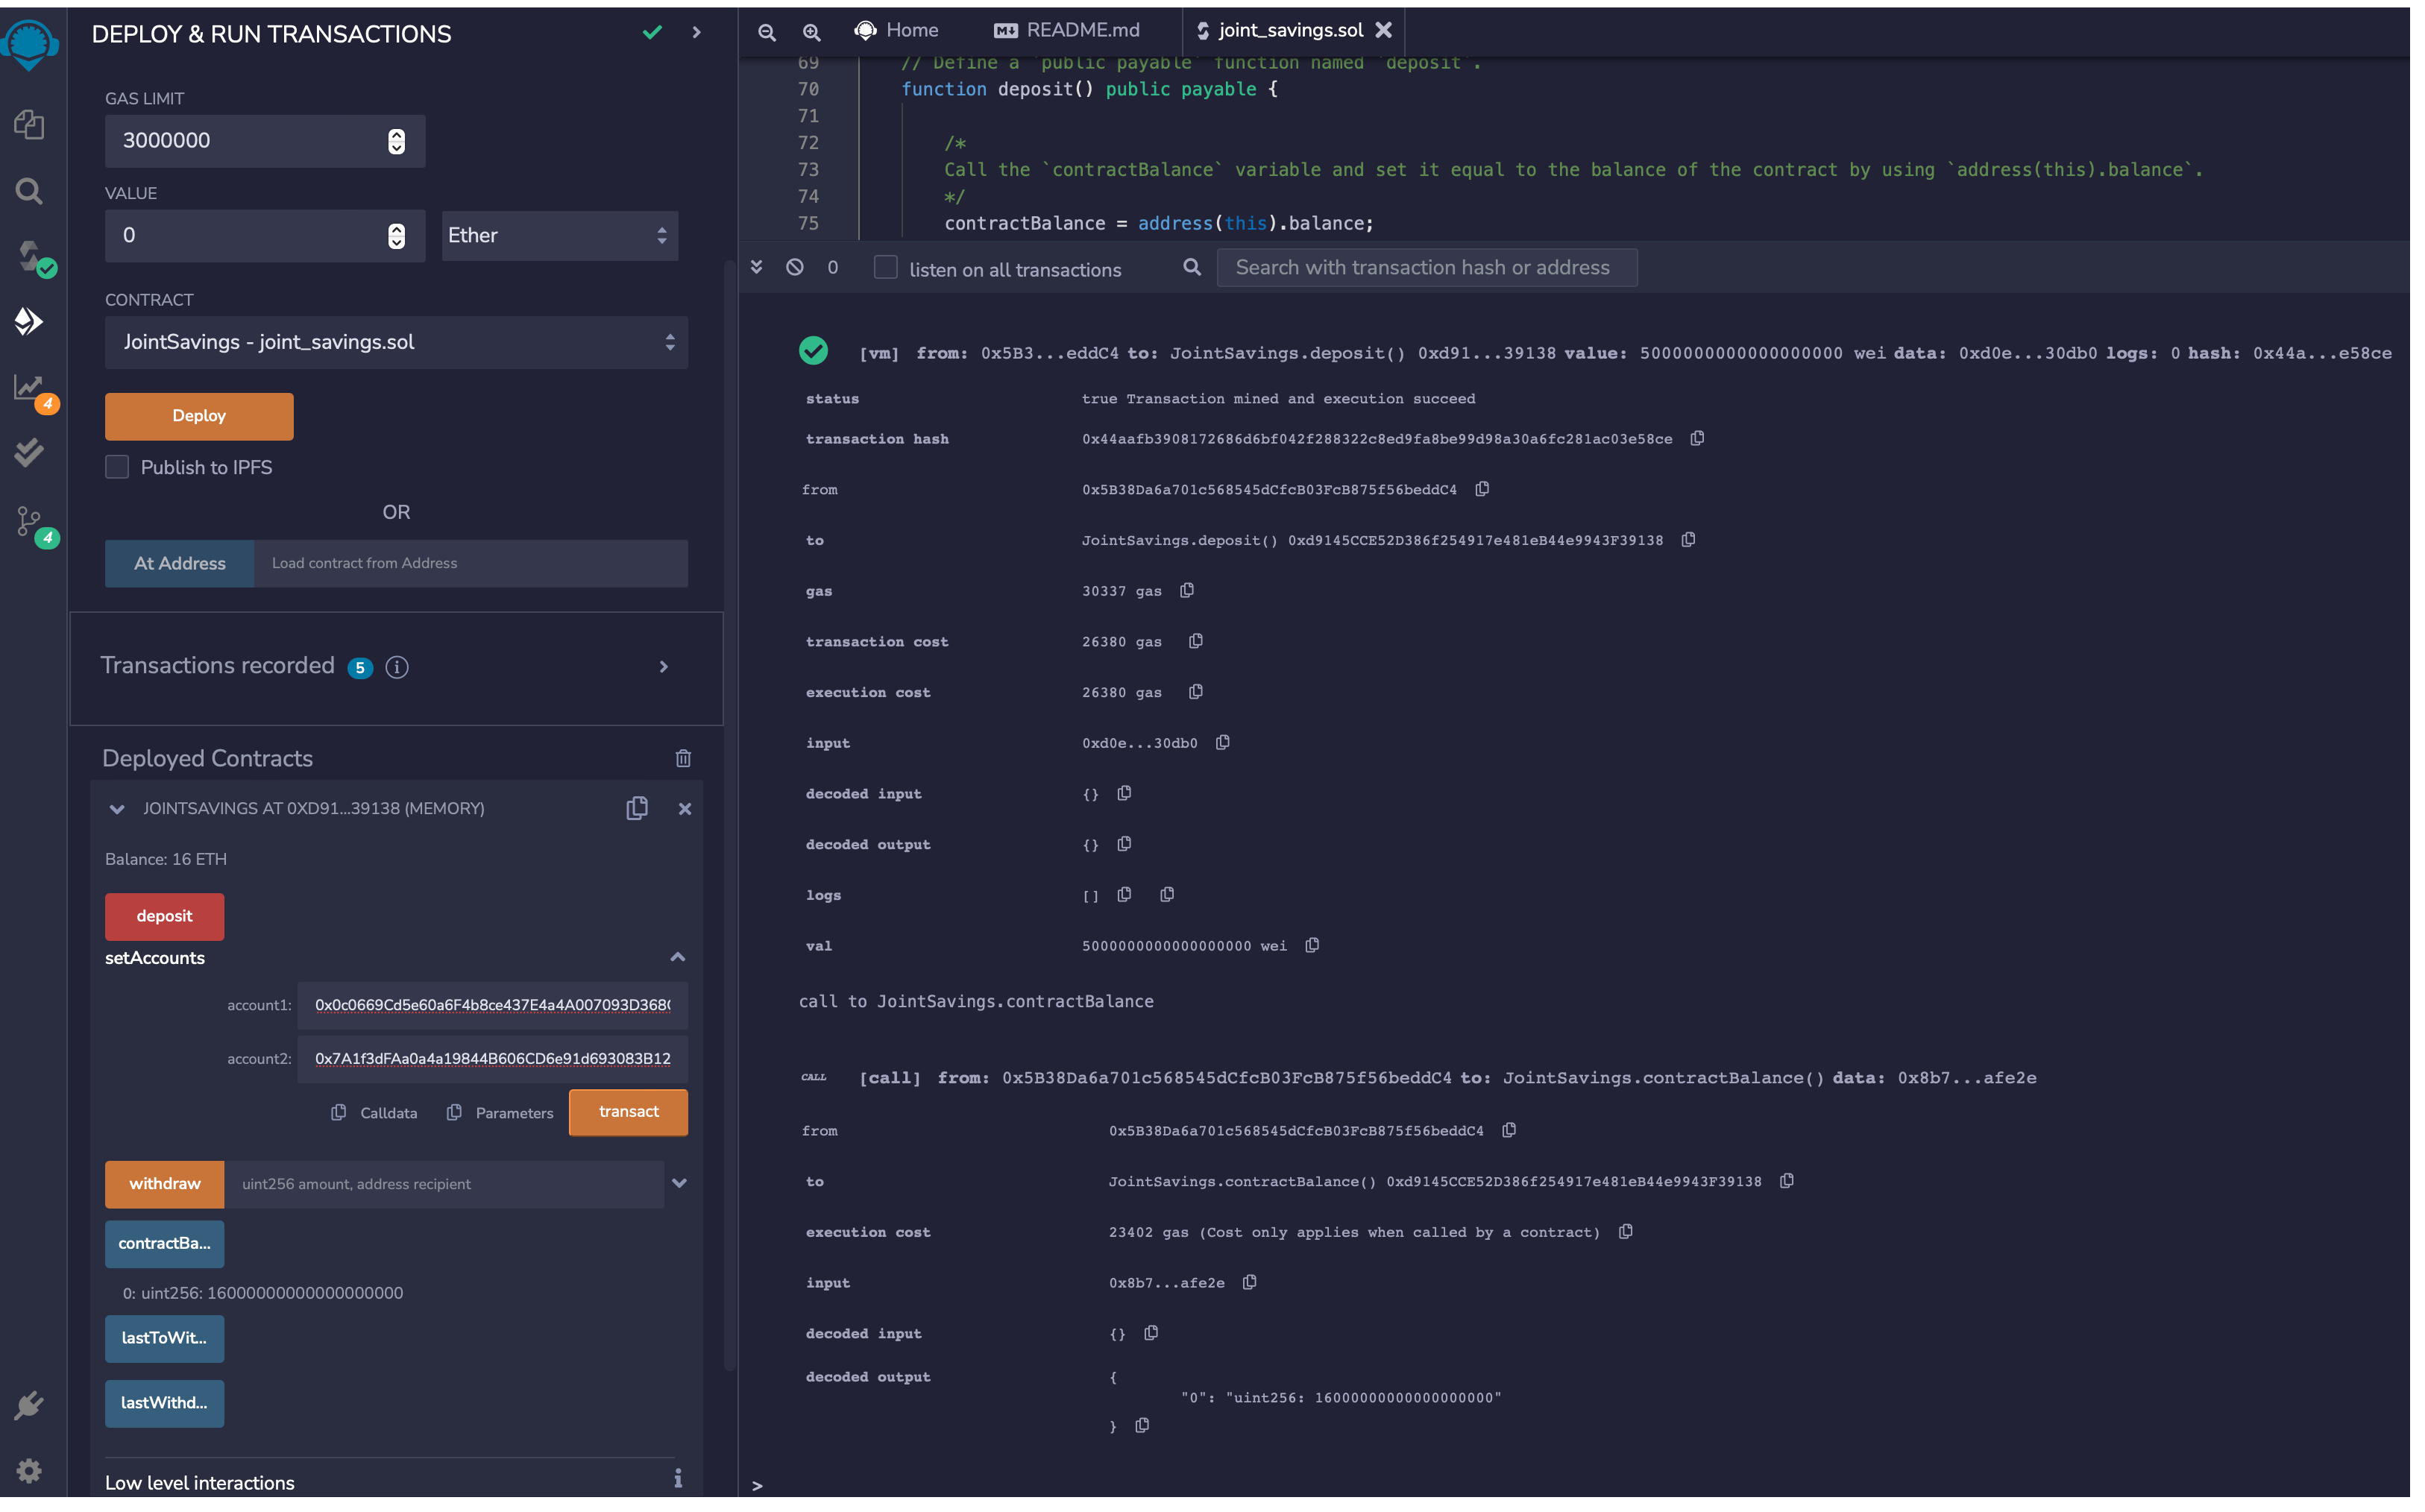 DEPLOY & RUN TRANSACTIONS
GAS LIMIT
3000000
VALUE
0
Ether
CONTRACT
JointSavings - joint_savings.sol
Deploy
Publish to IPFS
OR
At Address
Load contract from Address
Transactions recorded 5 i
Deployed Contracts
JOINTSAVINGS AT 0XD91...39138 (MEMORY)
Balance: 16 ETH
deposit
setAccounts
account1: 0x0c0669Cd5e60a6F4b8ce437E4a4A007093D368
account2: 0x7A1f3dFAa0a4a19844B606CD6e91d693083B12
Calldata Parameters transact
withdraw uint256 amount, address recipient
contractBa...
0: uint256: 16000000000000000000
lastToWit...
lastWithd...
Low level interactions i
4
4
Home
README.md
joint_savings.sol
69 // Define a `public payable` function named `deposit`.
70 function deposit() public payable {
71
72 /*
73 Call the `contractBalance` variable and set it equal to the balance of the contract by using `address(this).balance`.
74 */
75 contractBalance = address(this).balance;
0 listen on all transactions Search with transaction hash or address
[vm] from: 0x5B3...eddC4 to: JointSavings.deposit() 0xd91...39138 value: 5000000000000000000 wei data: 0xd0e...30db0 logs: 0 hash: 0x44a...e58ce
status true Transaction mined and execution succeed
transaction hash 0x44aafb3908172686d6bf042f288322c8ed9fa8be99d98a30a6fc281ac03e58ce
from 0x5B38Da6a701c568545dCfcB03FcB875f56beddC4
to JointSavings.deposit() 0xd9145CCE52D386f254917e481eB44e9943F39138
gas 30337 gas
transaction cost 26380 gas
execution cost 26380 gas
input 0xd0e...30db0
decoded input {}
decoded output {}
logs []
val 5000000000000000000 wei
call to JointSavings.contractBalance
CALL [call] from: 0x5B38Da6a701c568545dCfcB03FcB875f56beddC4 to: JointSavings.contractBalance() data: 0x8b7...afe2e
from 0x5B38Da6a701c568545dCfcB03FcB875f56beddC4
to JointSavings.contractBalance() 0xd9145CCE52D386f254917e481eB44e9943F39138
execution cost 23402 gas (Cost only applies when called by a contract)
input 0x8b7...afe2e
decoded input {}
decoded output {
"0": "uint256: 16000000000000000000"
}
>